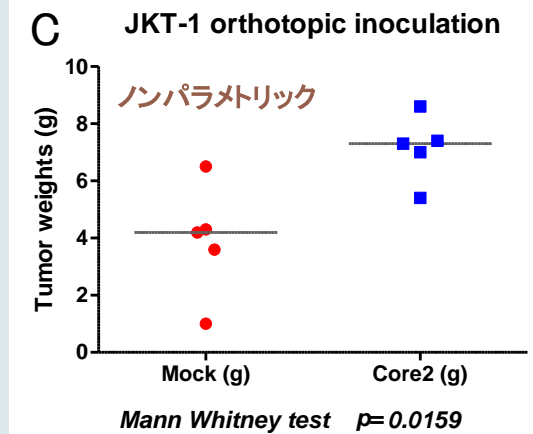 C JKT-1 orthotopic inoculation
ノンパラメトリック
Tumor weights (g)
10
8
6
4
2
0
Mock (g) Core2 (g)
Mann Whitney test p=0.0159